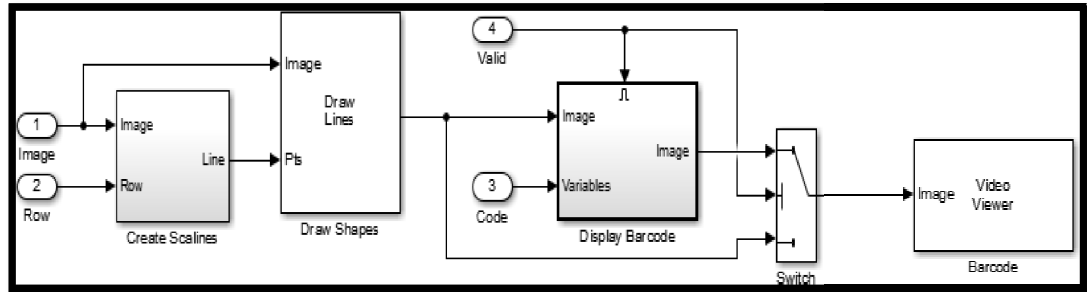 1
Image
2
Row
Image
Row
Line
Create Scalines
Image
Draw
Lines
Pts
Draw Shapes
4
Valid
3
Code
Image
Variables
Image
Display Barcode
Switch
Image
Video
Viewer
Barcode